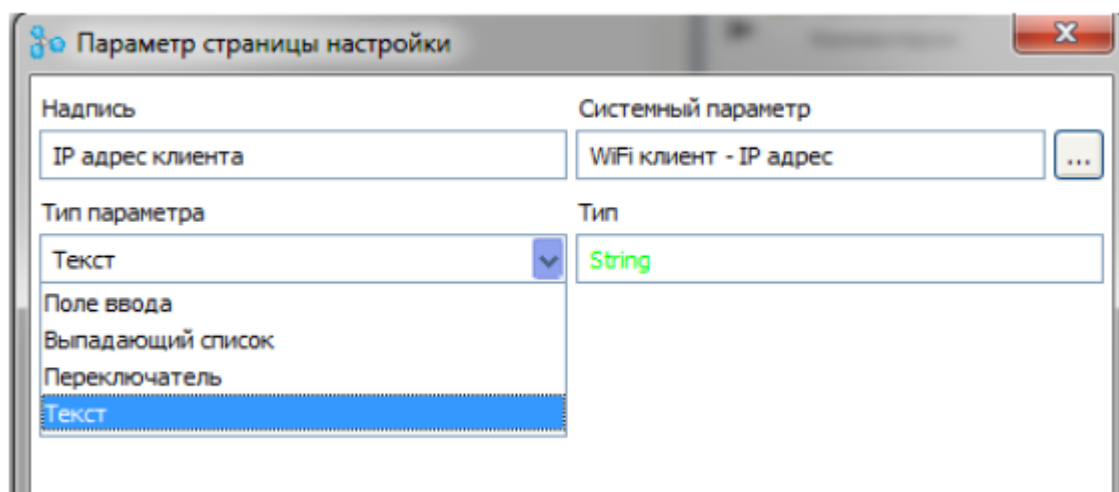 Параметр страницы настройки
Надпись
Системный параметр
IP адрес клиента
WiFi клиент - IP адрес
...
Тип параметра
Тип
Текст
String
Поле ввода
Выпадающий список
Переключатель
Текст